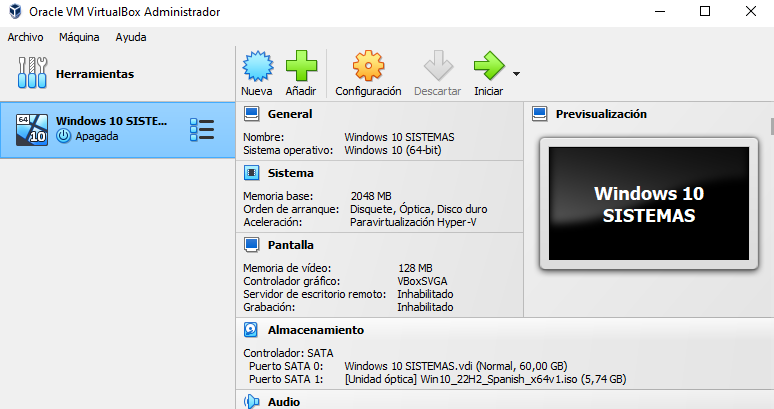 Oracle VM VirtualBox Administrador
Archivo Máquina Ayuda
Herramientas
Nueva Añadir Configuración Descartar Iniciar
64
10
Windows 10 SISTE...
Apagada
General
Nombre: Windows 10 SISTEMAS
Sistema operativo: Windows 10 (64-bit)
Sistema
Memoria base: 2048 MB
Orden de arranque: Disquete, Óptica, Disco duro
Aceleración: Paravirtualización Hyper-V
Pantalla
Memoria de vídeo: 128 MB
Controlador gráfico: VBoxSVGA
Servidor de escritorio remoto: Inhabilitado
Grabación: Inhabilitado
Previsualización
Windows 10
SISTEMAS
Almacenamiento
Controlador: SATA
Puerto SATA 0: Windows 10 SISTEMAS.vdi (Normal, 60,00 GB)
Puerto SATA 1: [Unidad óptica] Win10_22H2_Spanish_x64v1.iso (5,74 GB)
Audio